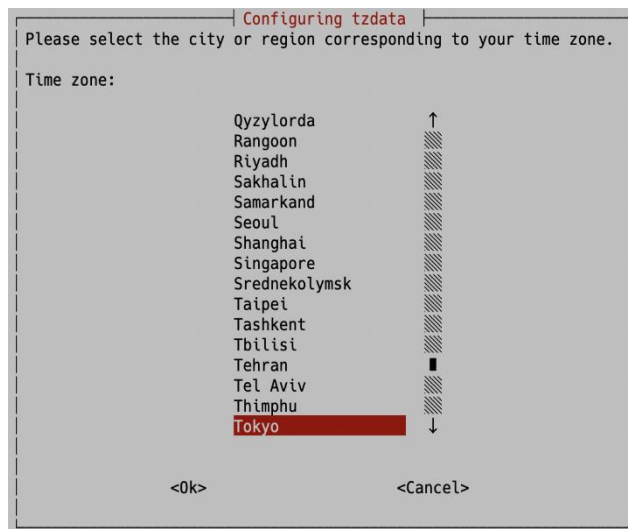 Configuring tzdata
Please select the city or region corresponding to your time zone.
Time zone:
Qyzylorda
Rangoon
Riyadh
Sakhalin
Samarkand
Seoul
Shanghai
Singapore
Srednekolymsk
Taipei
Tashkent
Tbilisi
Tehran
Tel Aviv
Thimphu
Tokyo
<Ok> <Cancel>